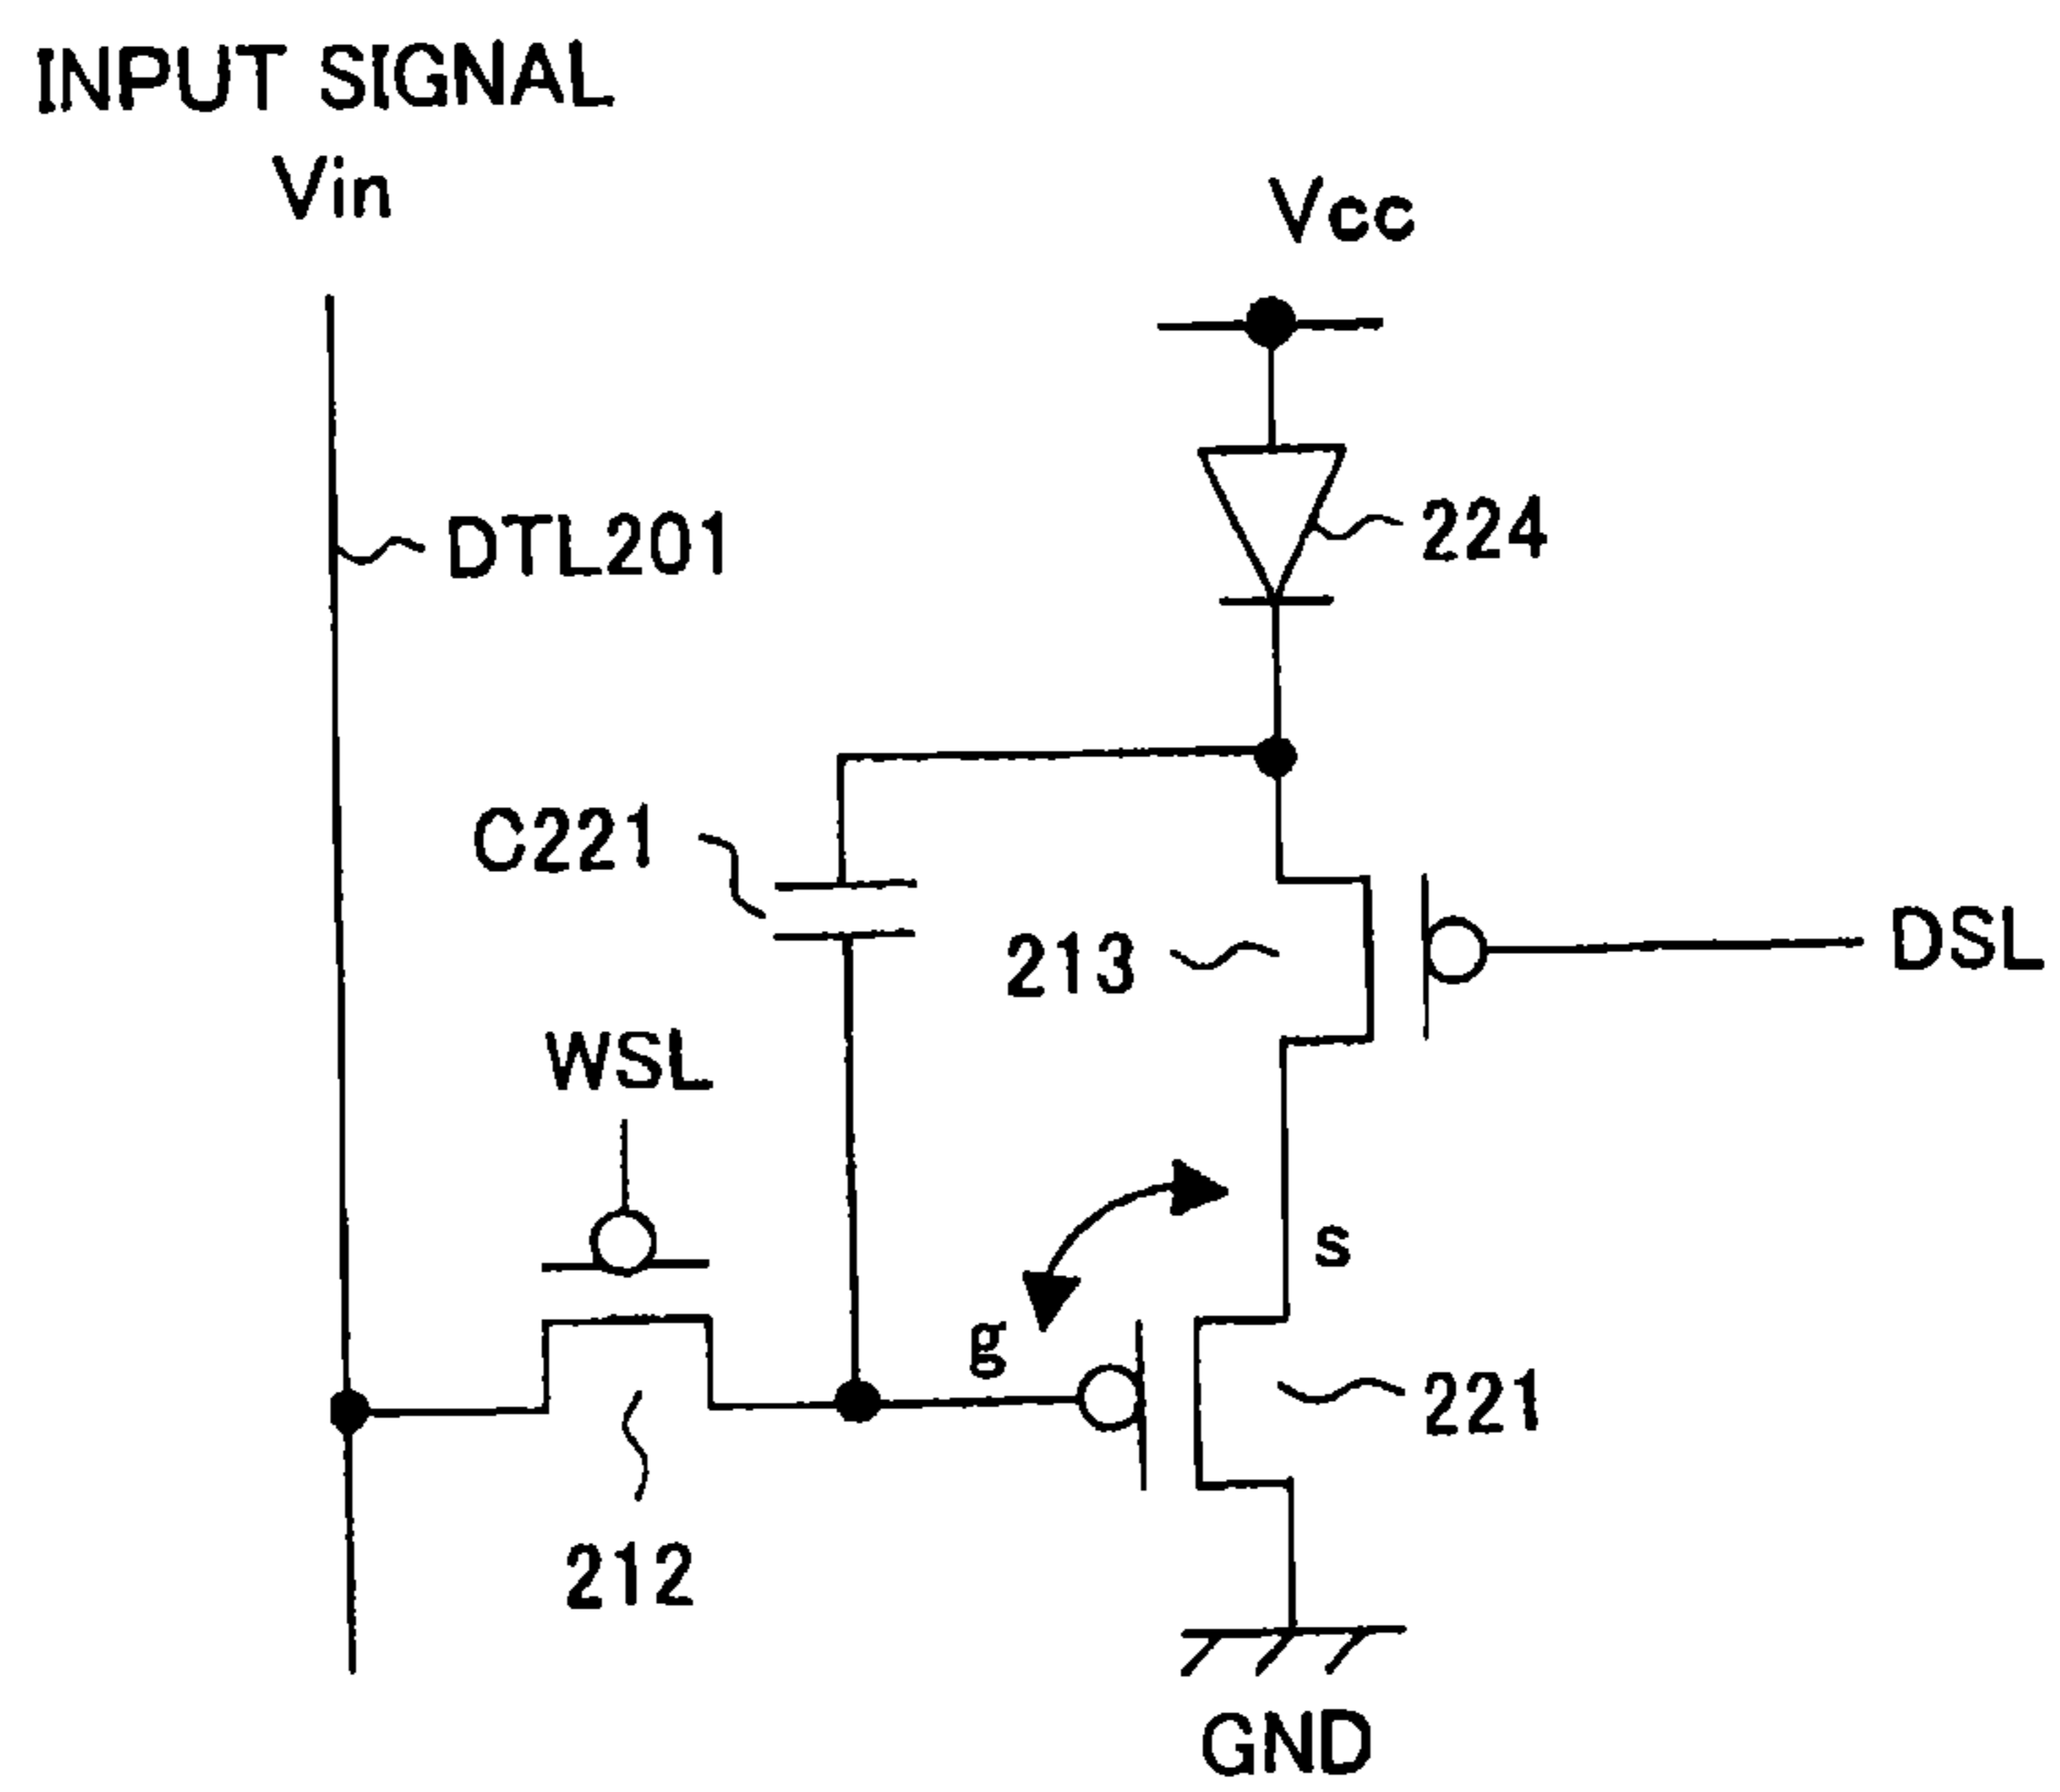 INPUT SIGNAL
Vin
Vcc
DTL201
224
C221
213
DSL
WSL
s
g
221
212
GND